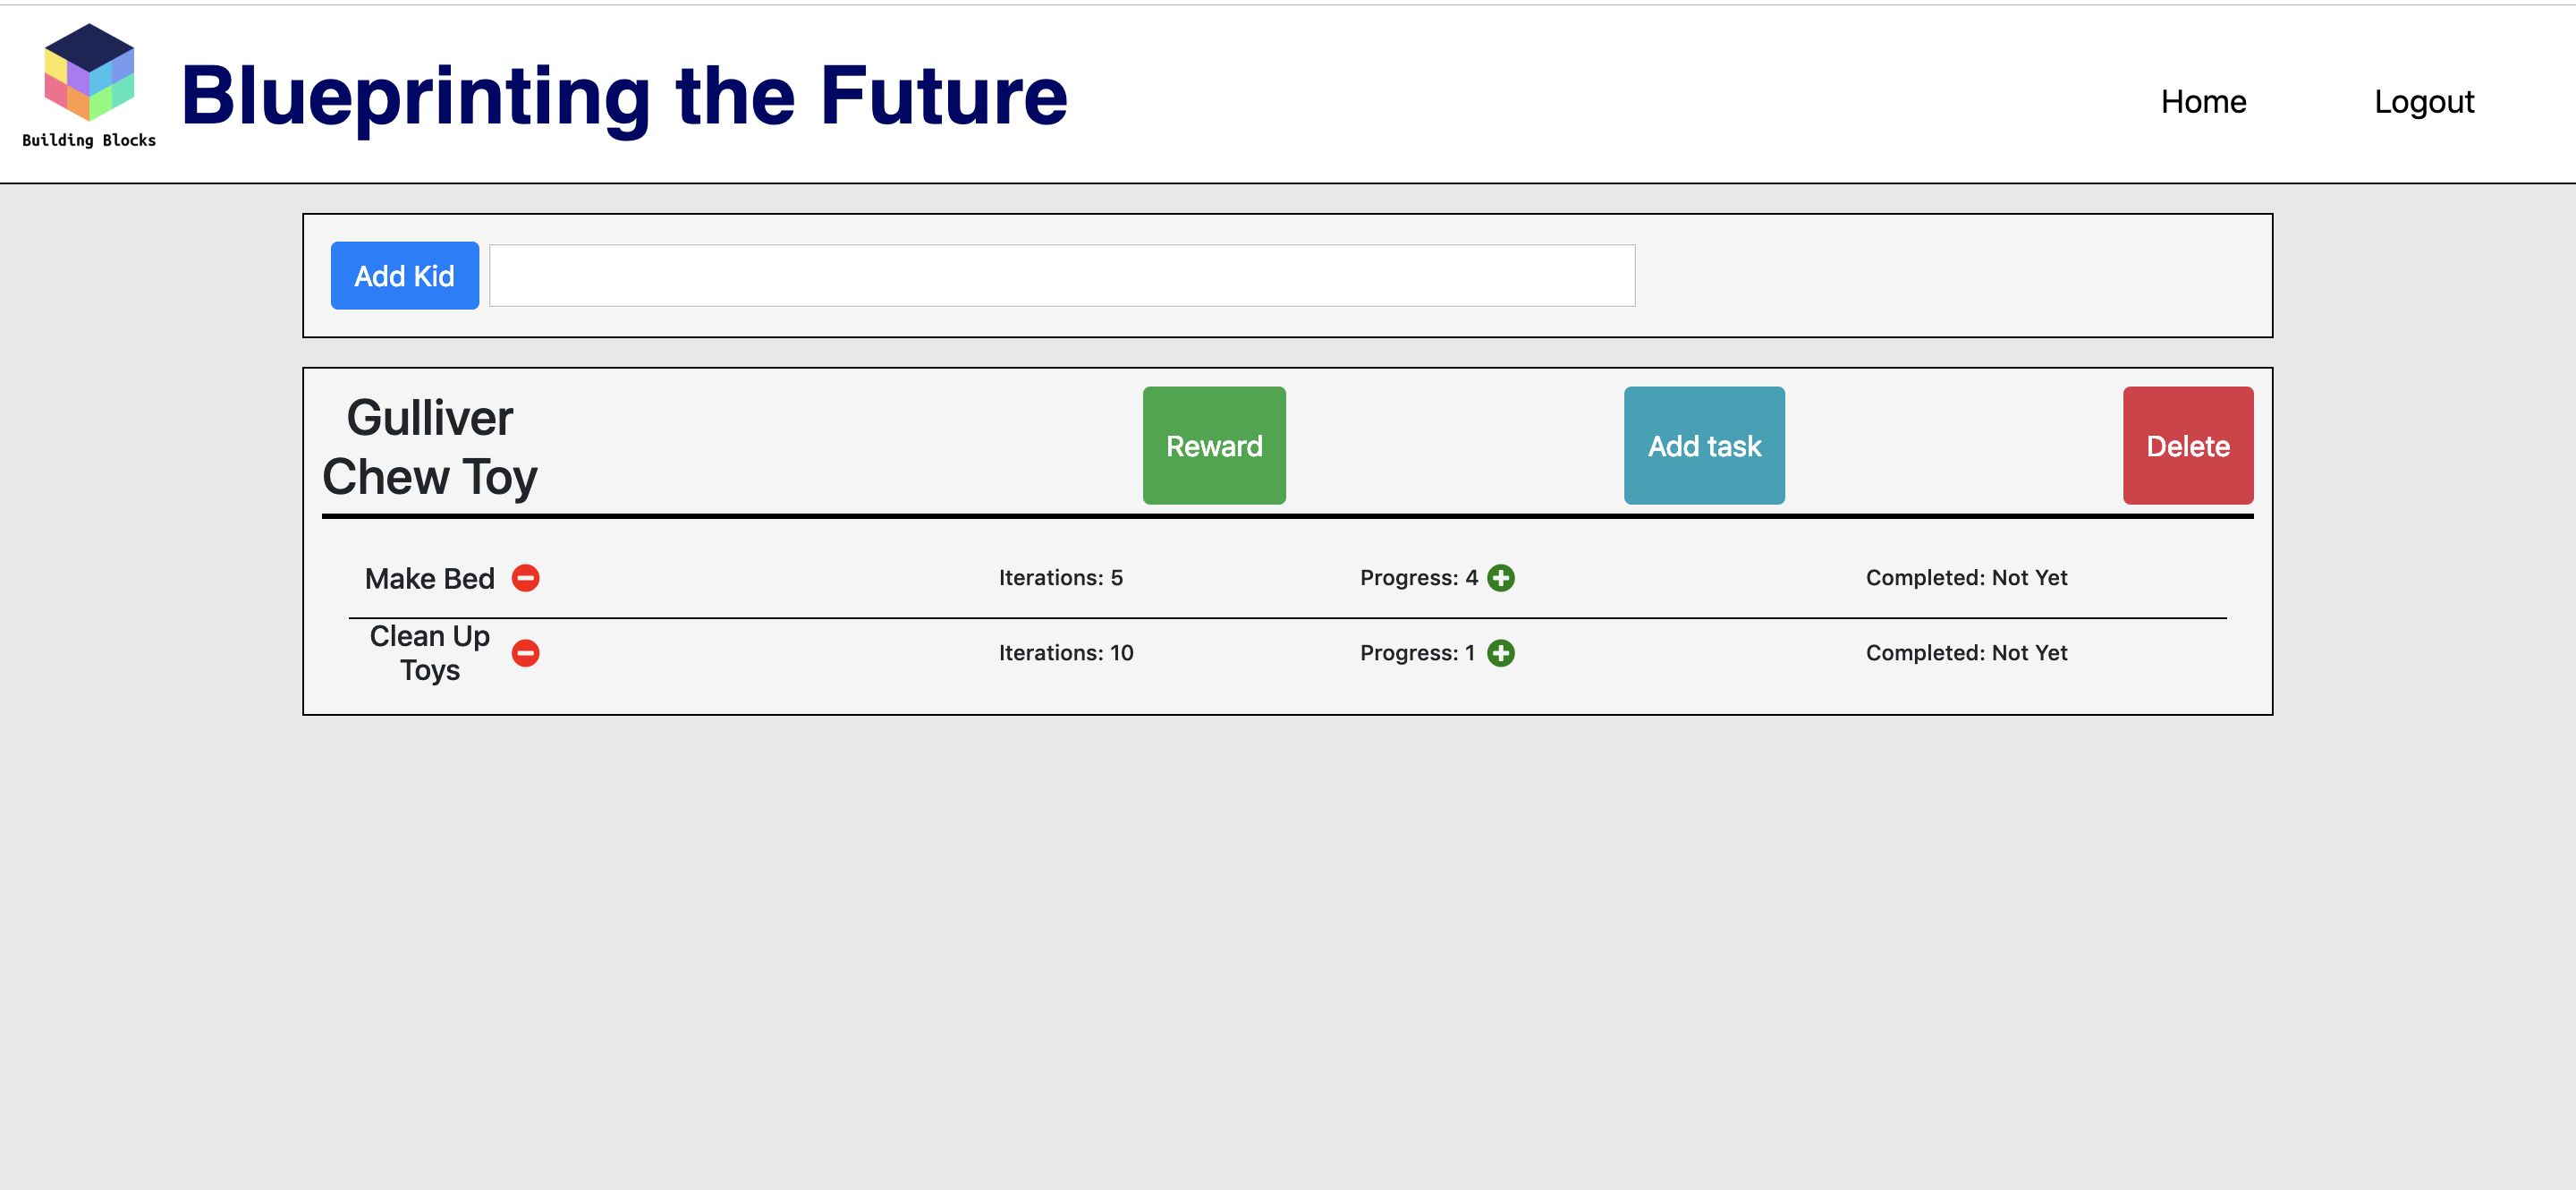 Building Blocks
Blueprinting the Future
Home
Logout
Add Kid
Gulliver
Chew Toy
Reward
Add task
Delete
Make Bed
Iterations: 5
Progress: 4
Completed: Not Yet
Clean Up
Toys
Iterations: 10
Progress: 1
Completed: Not Yet